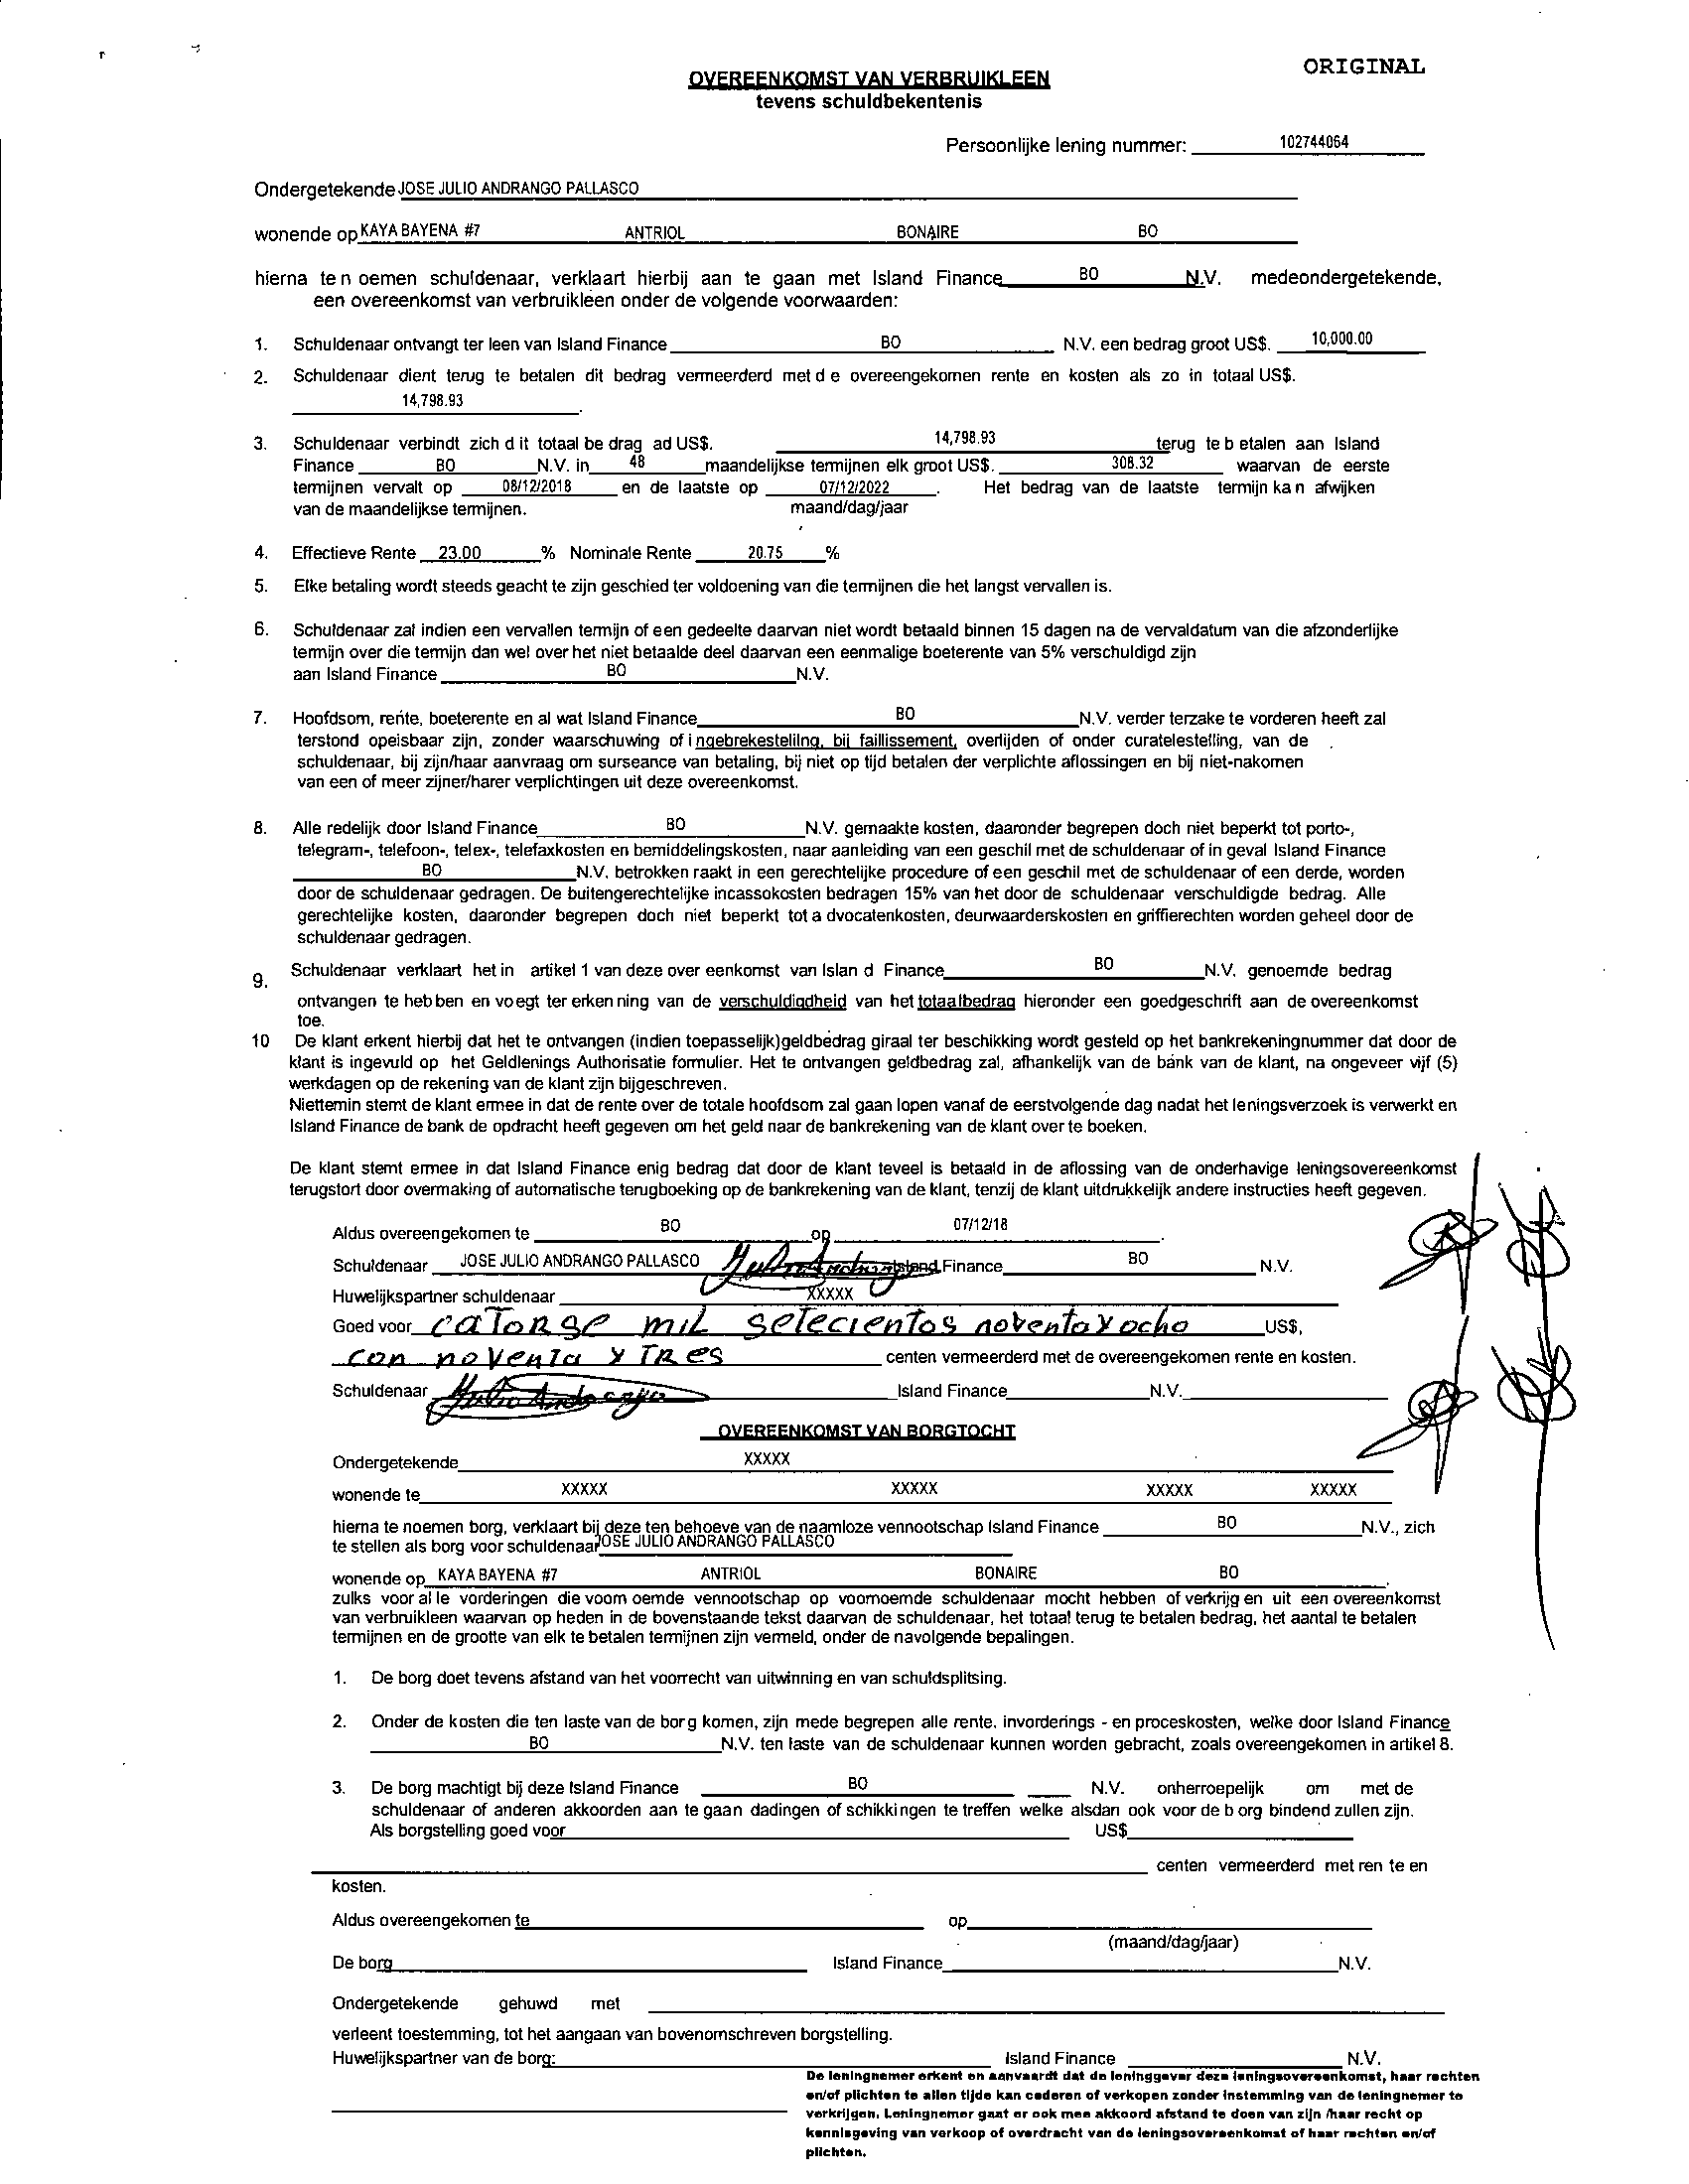 ORIGINAL
OVEREENKOMST VAN VERBRUIKLEEN
tevens schuldbekentenis
Persoonlijke lening nummer: 102744064
Ondergetekende JOSE JULIO ANDRANGO PALLASCO
wonende op KAYA BAYENA #7 ANTRIOL BONAIRE BO
hierna te n oemen schuldenaar, verklaart hierbij aan te gaan met Island Finance BO N.V. medeondergetekende,
een overeenkomst van verbruikleen onder de volgende voorwaarden:
1. Schuldenaar ontvangt ter leen van Island Finance BO N.V. een bedrag groot US$. 10,000.00
2. Schuldenaar dient terug te betalen dit bedrag vermeerderd met d e overeengekomen rente en kosten als zo in totaal US$.
14,798.93.
3. Schuldenaar verbindt zich d it totaal be drag ad US$. 14,798.93 terug te b etalen aan Island
Finance BO N.V. in 48 maandelijkse termijnen elk groot US$. 308.32 waarvan de eerste
termijnen vervalt op 08/12/2018 en de laatste op 07/12/2022. Het bedrag van de laatste termijn ka n afwijken
van de maandelijkse termijnen. maand/dag/jaar
4. Effectieve Rente 23.00 % Nominale Rente 20.75 %
5. Elke betaling wordt steeds geacht te zijn geschied ter voldoening van die termijnen die het langst vervallen is.
6. Schuldenaar zal indien een vervallen termijn of een gedeelte daarvan niet wordt betaald binnen 15 dagen na de vervaldatum van die afzonderlijke
termijn over die termijn dan wel over het niet betaalde deel daarvan een eenmalige boeterente van 5% verschuldigd zijn
aan Island Finance BO N.V.
7. Hoofdsom, rente, boeterente en al wat Island Finance BO N.V. verder terzake te vorderen heeft zal
terstond opeisbaar zijn, zonder waarschuwing of i ngebrekestelilng, bij faillissement, overlijden of onder curatelestelling, van de
schuldenaar, bij zijn/haar aanvraag om surseance van betaling, bij niet op tijd betalen der verplichte aflossingen en bij niet-nakomen
van een of meer zijner/harer verplichtingen uit deze overeenkomst.
8. Alle redelijk door Island Finance BO N.V. gemaakte kosten, daaronder begrepen doch niet beperkt tot porto-,
telegram-, telefoon-, telex-, telefaxkosten en bemiddelingskosten, naar aanleiding van een geschil met de schuldenaar of in geval Island Finance
BO N.V. betrokken raakt in een gerechtelijke procedure of een geschil met de schuldenaar of een derde, worden
door de schuldenaar gedragen. De buitengerechtelijke incassokosten bedragen 15% van het door de schuldenaar verschuldigde bedrag. Alle
gerechtelijke kosten, daaronder begrepen doch niet beperkt tot a dvocatenkosten, deurwaarderskosten en griffierechten worden geheel door de
schuldenaar gedragen.
9. Schuldenaar verklaart het in artikel 1 van deze over eenkomst van Islan d Finance BO N.V. genoemde bedrag
ontvangen te heb ben en vo egt ter erken ning van de verschuldigdheid van het totaalbedrag hieronder een goedgeschrift aan de overeenkomst
toe.
10 De klant erkent hierbij dat het te ontvangen (indien toepasselijk)geldbedrag giraal ter beschikking wordt gesteld op het bankrekeningnummer dat door de
klant is ingevuld op het Geldlenings Authorisatie formulier. Het te ontvangen geldbedrag zal, afhankelijk van de bank van de klant, na ongeveer vijf (5)
werkdagen op de rekening van de klant zijn bijgeschreven.
Niettemin stemt de klant ermee in dat de rente over de totale hoofdsom zal gaan lopen vanaf de eerstvolgende dag nadat het leningsverzoek is verwerkt en
Island Finance de bank de opdracht heeft gegeven om het geld naar de bankrekening van de klant over te boeken.
De klant stemt ermee in dat Island Finance enig bedrag dat door de klant teveel is betaald in de aflossing van de onderhavige leningsovereenkomst
terugstort door overmaking of automatische terugboeking op de bankrekening van de klant, tenzij de klant uitdrukkelijk andere instructies heeft gegeven.
Aldus overeengekomen te BO op 07/12/18.
Schuldenaar JOSE JULIO ANDRANGO PALLASCO Julio Andrango Island Finance BO N.V.
Huwelijkspartner schuldenaar XXXXX
Goed voor catorse mil setecientos noventa y ocho US$,
con noventa y tres centen vermeerderd met de overeengekomen rente en kosten.
Schuldenaar Julio Andrango Island Finance N.V.
OVEREENKOMST VAN BORGTOCHT
Ondergetekende XXXXX
wonende te XXXXX XXXXX XXXXX XXXXX
hierna te noemen borg, verklaart bij deze ten behoeve van de naamloze vennootschap Island Finance BO N.V., zich
te stellen als borg voor schuldenaar JOSE JULIO ANDRANGO PALLASCO
wonende op KAYA BAYENA #7 ANTRIOL BONAIRE BO,
zulks voor al le vorderingen die voorn oemde vennootschap op voornoemde schuldenaar mocht hebben of verkrijg en uit een overeenkomst
van verbruikleen waarvan op heden in de bovenstaande tekst daarvan de schuldenaar, het totaal terug te betalen bedrag, het aantal te betalen
termijnen en de grootte van elk te betalen termijnen zijn vermeld, onder de navolgende bepalingen.
1. De borg doet tevens afstand van het voorrecht van uitwinning en van schuldsplitsing.
2. Onder de kosten die ten laste van de borg komen, zijn mede begrepen alle rente, invorderings - en proceskosten, welke door Island Finance
BO N.V. ten laste van de schuldenaar kunnen worden gebracht, zoals overeengekomen in artikel 8.
3. De borg machtigt bij deze Island Finance BO N.V. onherroepelijk om met de
schuldenaar of anderen akkoorden aan te gaan dadingen of schikkingen te treffen welke alsdan ook voor de b org bindend zullen zijn.
Als borgstelling goed voor US$
centen vermeerderd met ren te en
kosten.
Aldus overeengekomen te op
(maand/dag/jaar)
De borg Island Finance N.V.
Ondergetekende gehuwd met
verleent toestemming, tot het aangaan van bovenomschreven borgstelling.
Huwelijkspartner van de borg: Island Finance N.V.
De leningnemer erkent en aanvaardt dat de leninggever deze leningsovereenkomst, haar rechten
en/of plichten te allen tijde kan cederen of verkopen zonder instemming van de leningnemer te
verkrijgen. Leningnemer gaat er ook mee akkoord afstand te doen van zijn /haar recht op
kennisgeving van verkoop of overdracht van de leningsovereenkomst of haar rechten en/of
plichten.